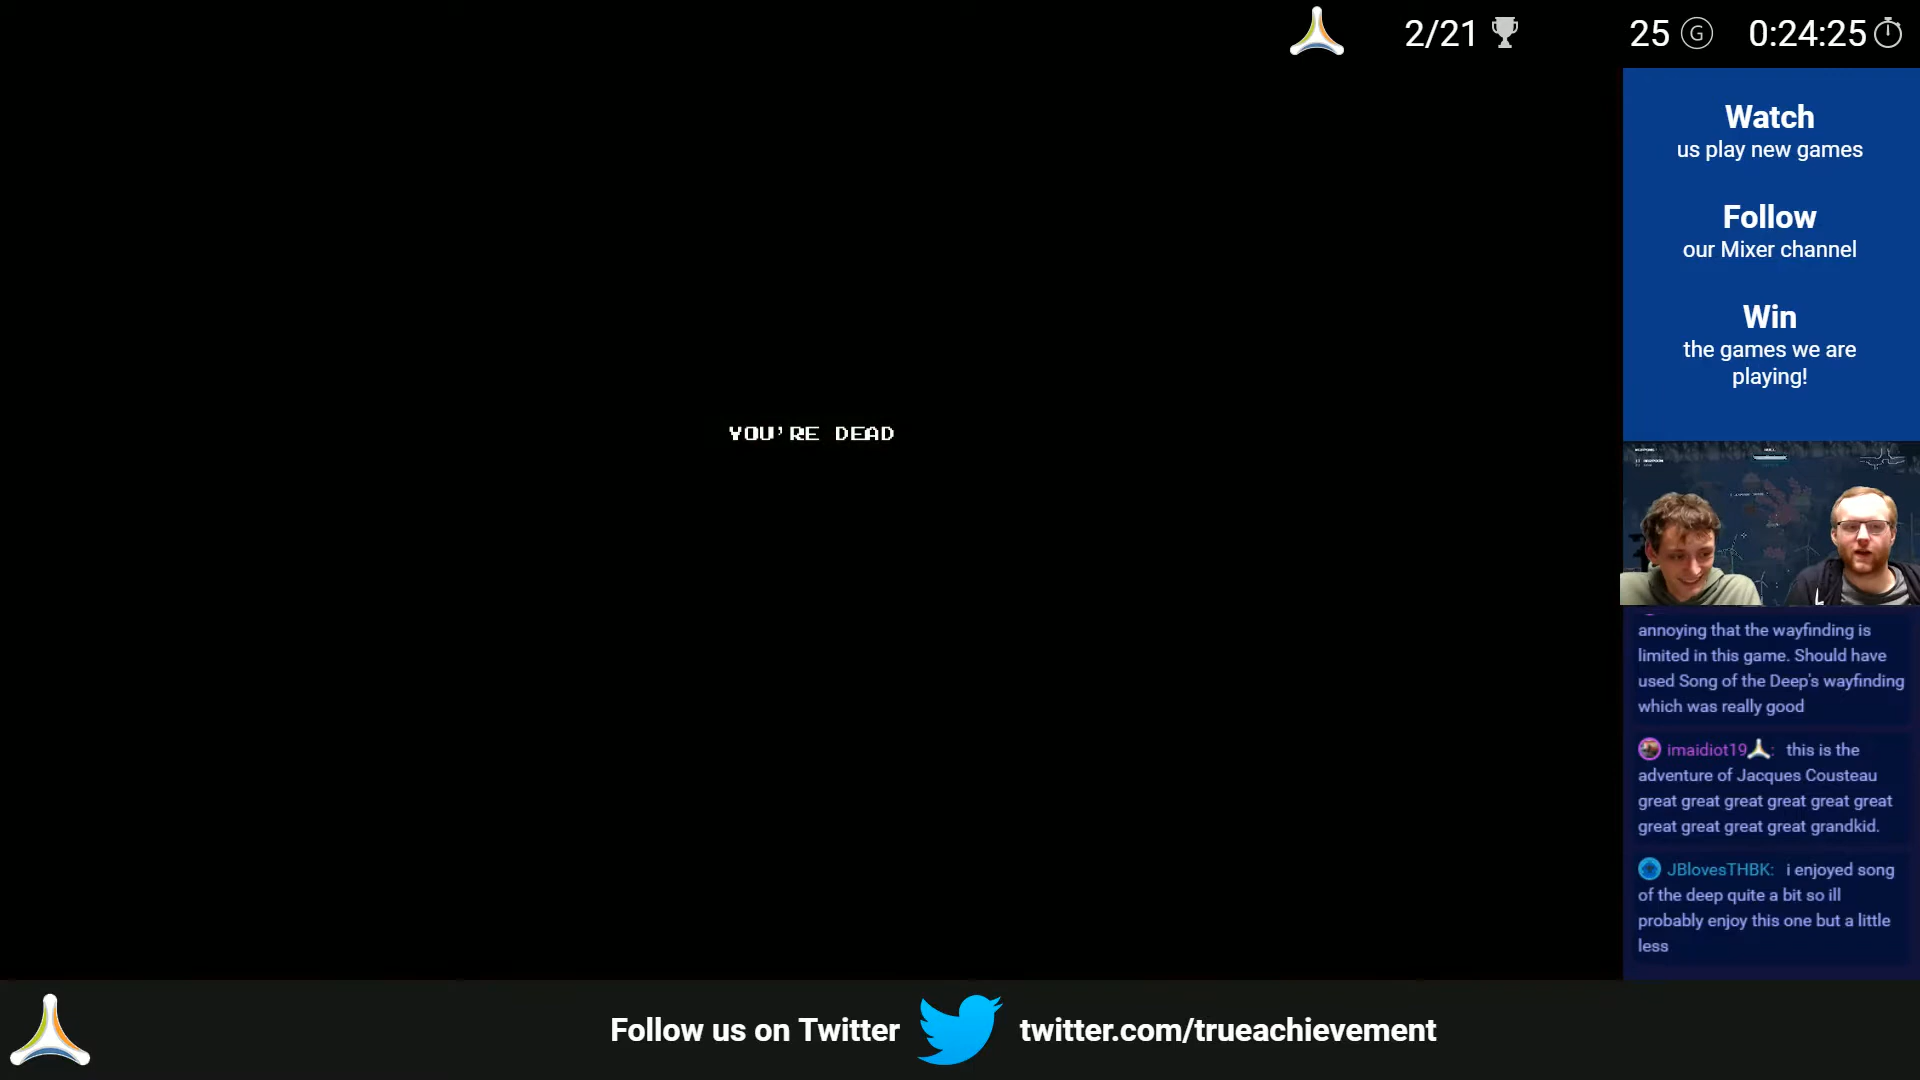 2/21
25 G 0:24:25
Watch
us play new games
Follow
our Mixer channel
Win
the games we are
playing!
YOU'RE DEAD
annoying that the wayfinding is
limited in this game. Should have
used Song of the Deep's wayfinding
which was really good
imaidiot19: this is the
adventure of Jacques Cousteau
great great great great great great
great great great great grandkid.
JBlovesTHBK: i enjoyed song
of the deep quite a bit so ill
probably enjoy this one but a little
less
Follow us on Twitter twitter.com/trueachievement